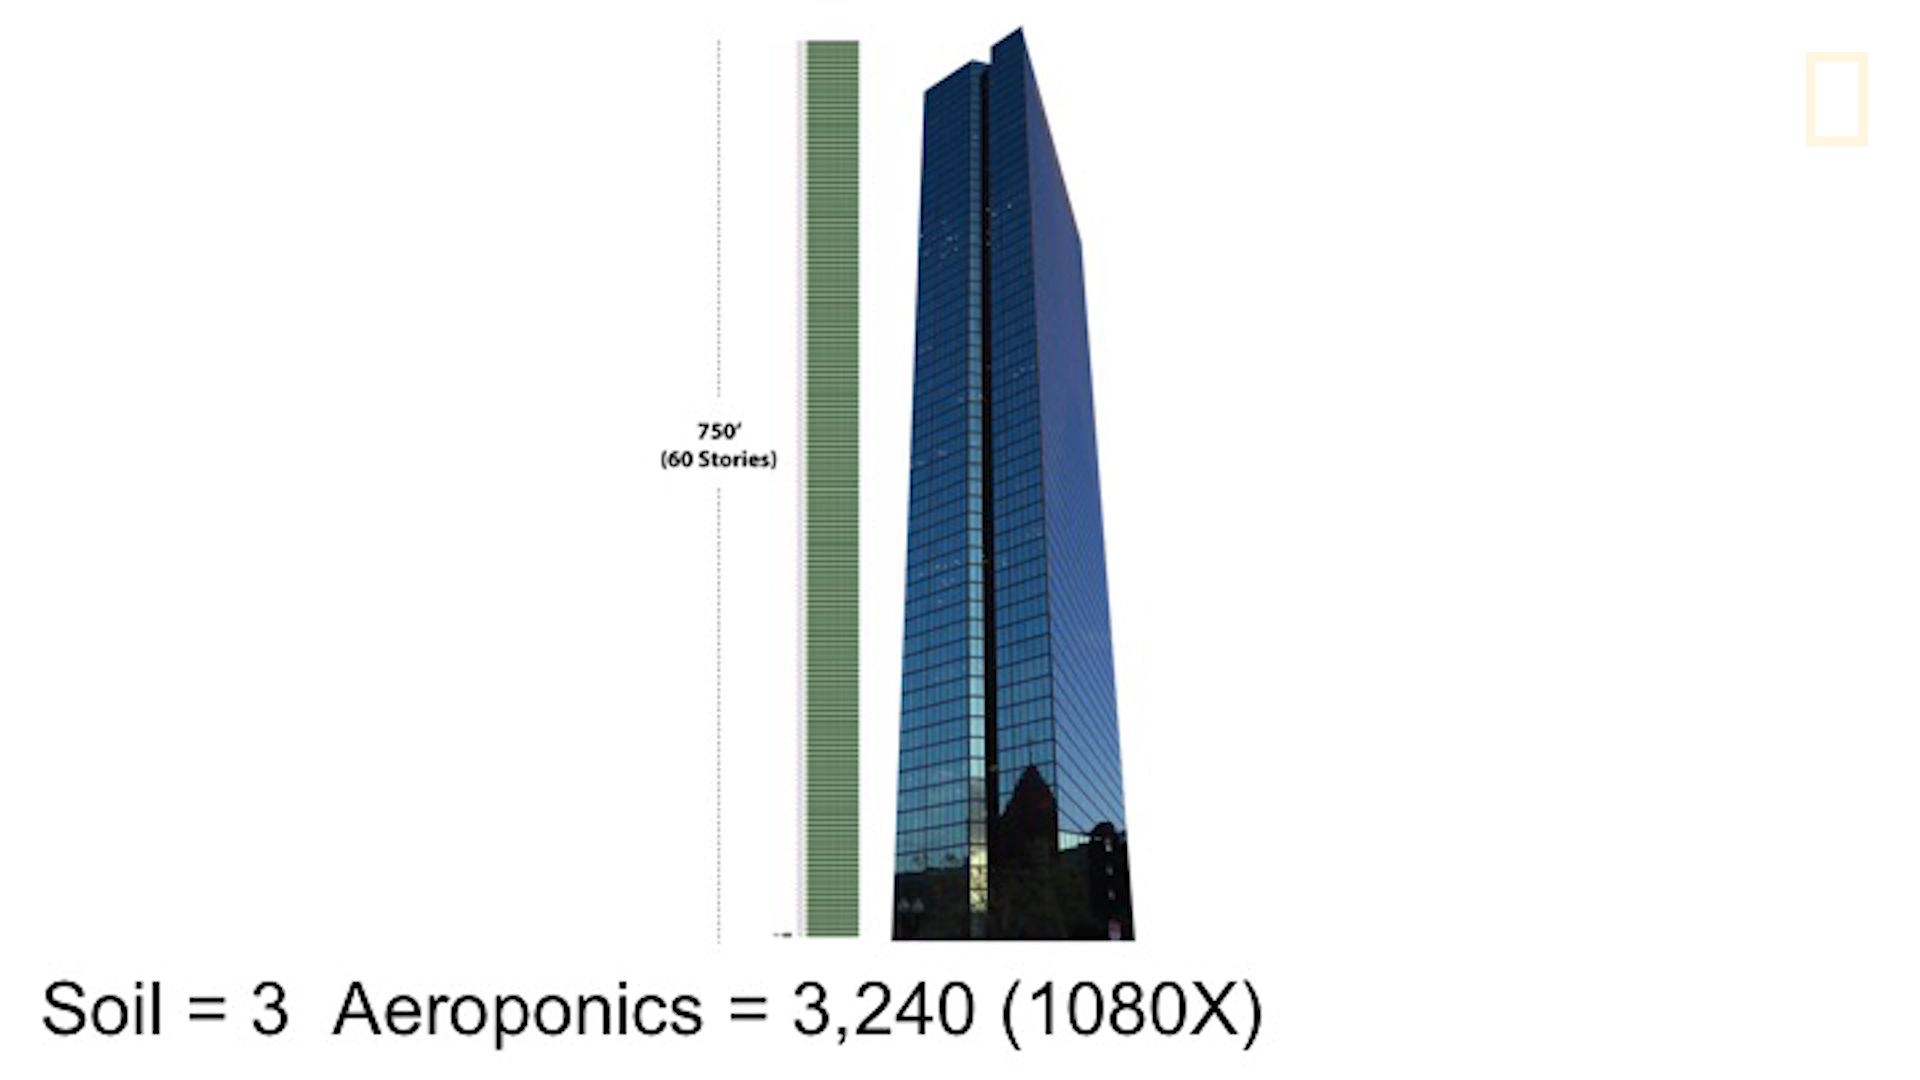 750'
(60 Stories)
Soil = 3  Aeroponics = 3,240 (1080X)